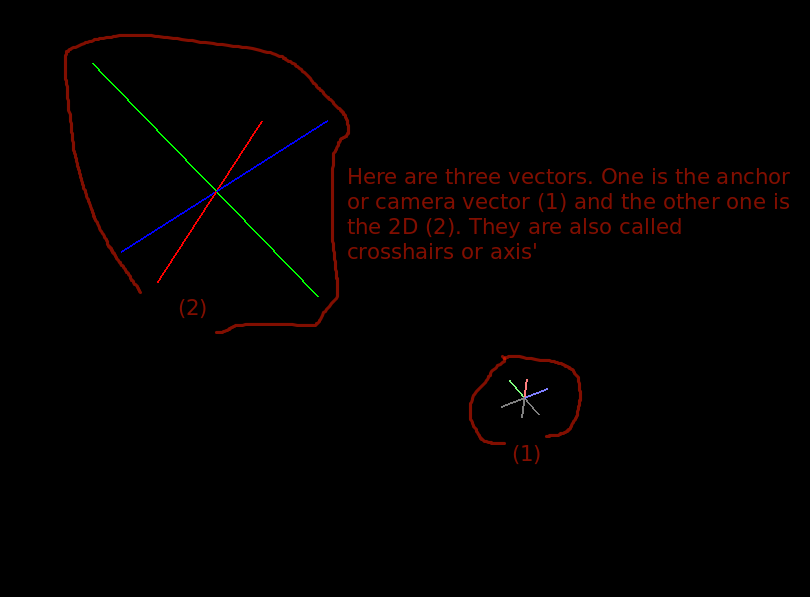 Here are three vectors. One is the anchor
or camera vector (1) and the other one is
the 2D (2). They are also called
crosshairs or axis'
(2)
(1)